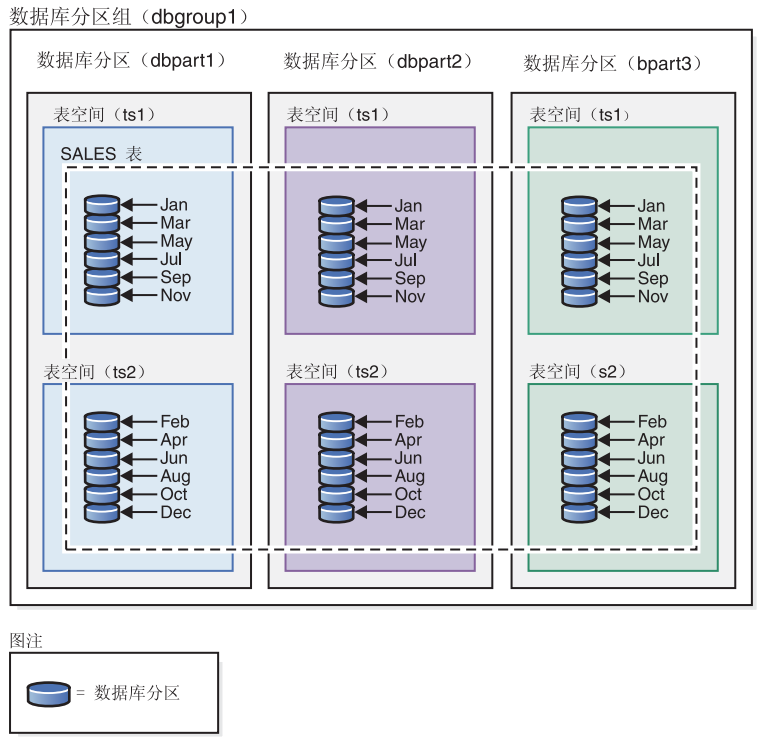 数据库分区组（dbgroup1）
数据库分区（dbpart1）
数据库分区（dbpart2）
数据库分区（bpart3）
表空间（ts1）
表空间（ts1）
表空间（ts1）
SALES 表
Jan
Mar
May
Jul
Sep
Nov
Jan
Mar
May
Jul
Sep
Nov
Jan
Mar
May
Jul
Sep
Nov
表空间（ts2）
表空间（ts2）
表空间（s2）
Feb
Apr
Jun
Aug
Oct
Dec
Feb
Apr
Jun
Aug
Oct
Dec
Feb
Apr
Jun
Aug
Oct
Dec
图注
= 数据库分区